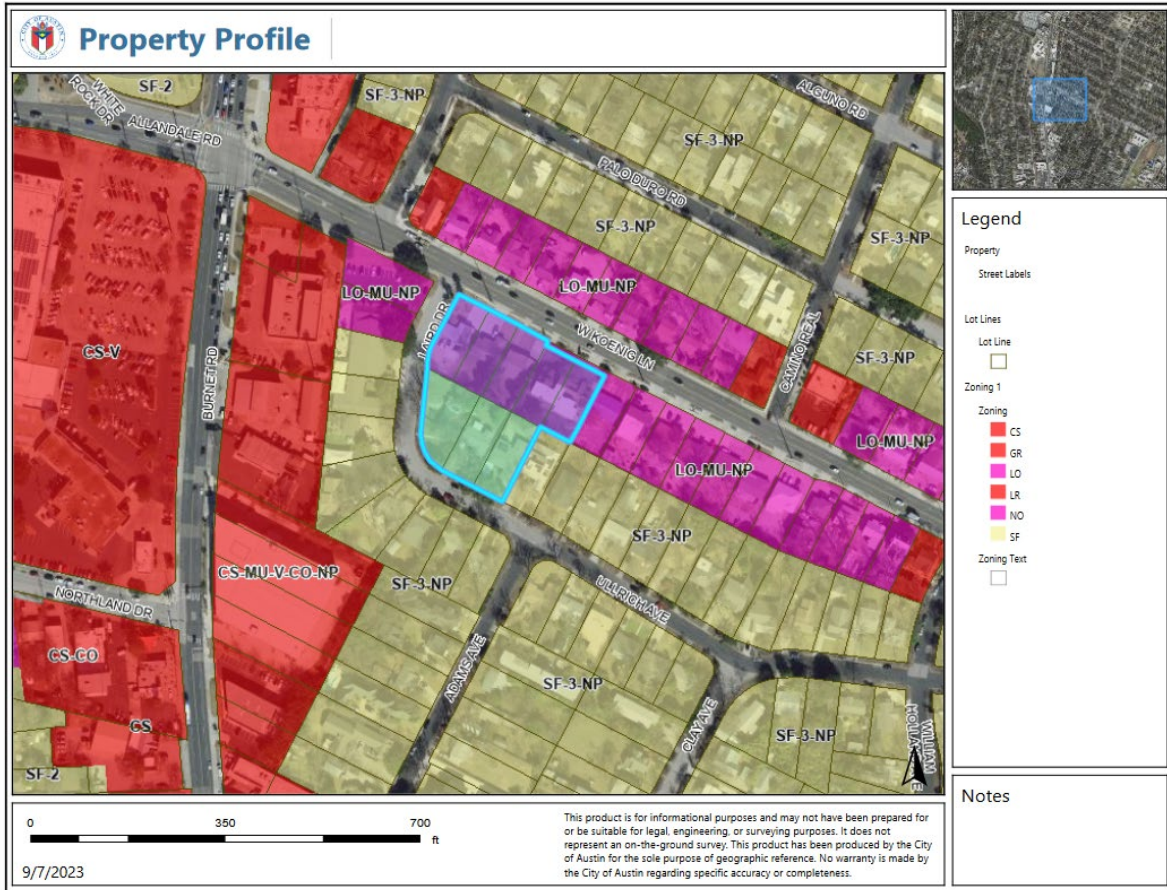 CITY OF AUSTIN
Property Profile
SF-2
WHITE ROCK DR
ALLANDALE RD
SF-3-NP
ALGUNO RD
SF-3-NP
PALO DURO RD
SF-3-NP
SF-3-NP
LO-MU-NP
LO-MU-NP
LAIRD DR
W KOENIG LN
CAMINO REAL
SF-3-NP
CS-V
BURNET RD
LO-MU-NP
LO-MU-NP
SF-3-NP
CS-MU-V-CO-NP
SF-3-NP
ULLRICH AVE
NORTHLAND DR
CS-CO
ADAMS AVE
SF-3-NP
CLAY AVE
SF-3-NP
CS
SF-2
WILLIAM
Legend
Property
Street Labels
Lot Lines
Lot Line
Zoning 1
Zoning
CS
GR
LO
LR
NO
SF
Zoning Text
Notes
0 350 700
ft
9/7/2023
This product is for informational purposes and may not have been prepared for
or be suitable for legal, engineering, or surveying purposes. It does not
represent an on-the-ground survey. This product has been produced by the City
of Austin for the sole purpose of geographic reference. No warranty is made by
the City of Austin regarding specific accuracy or completeness.